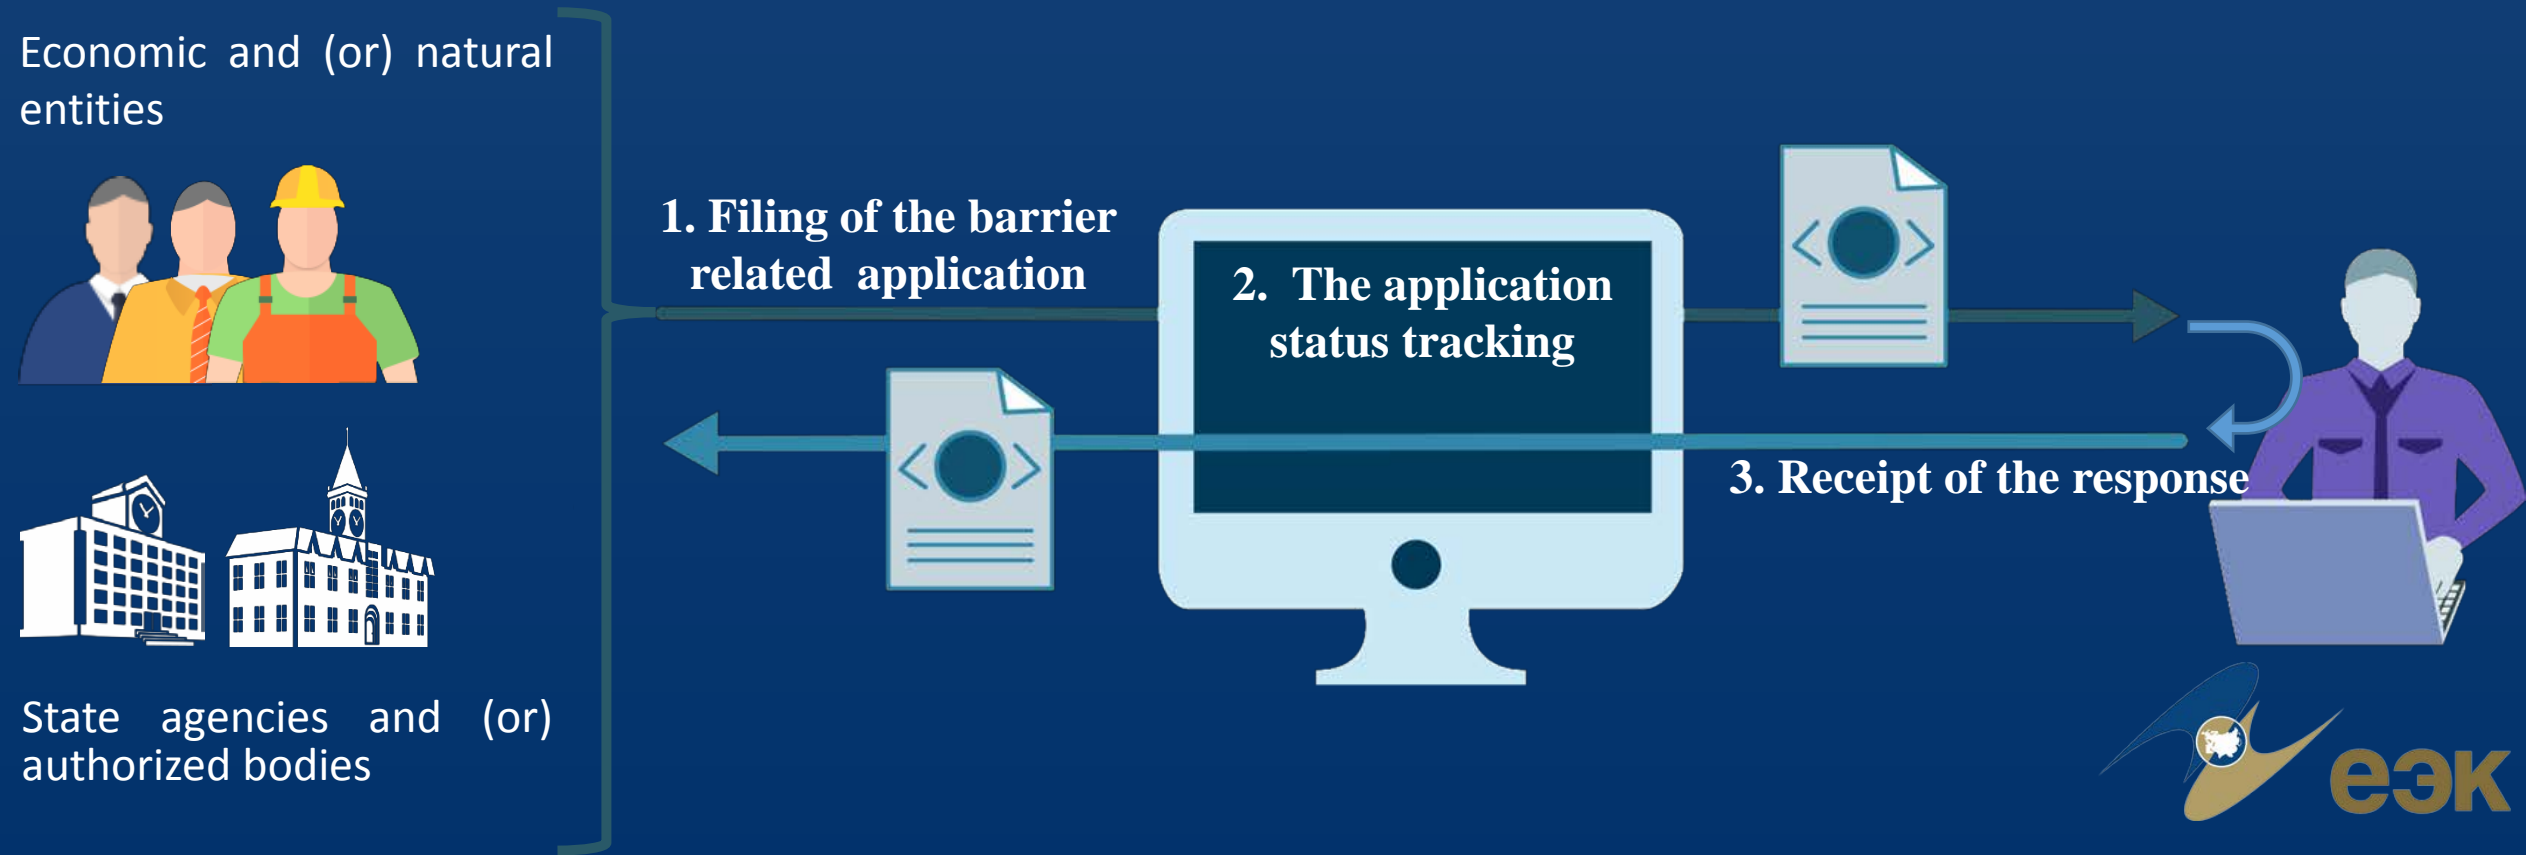 Economic and (or) natural
entities
1. Filing of the barrier
related application
2. The application
status tracking
3. Receipt of the response
State agencies and (or)
authorized bodies
еэк